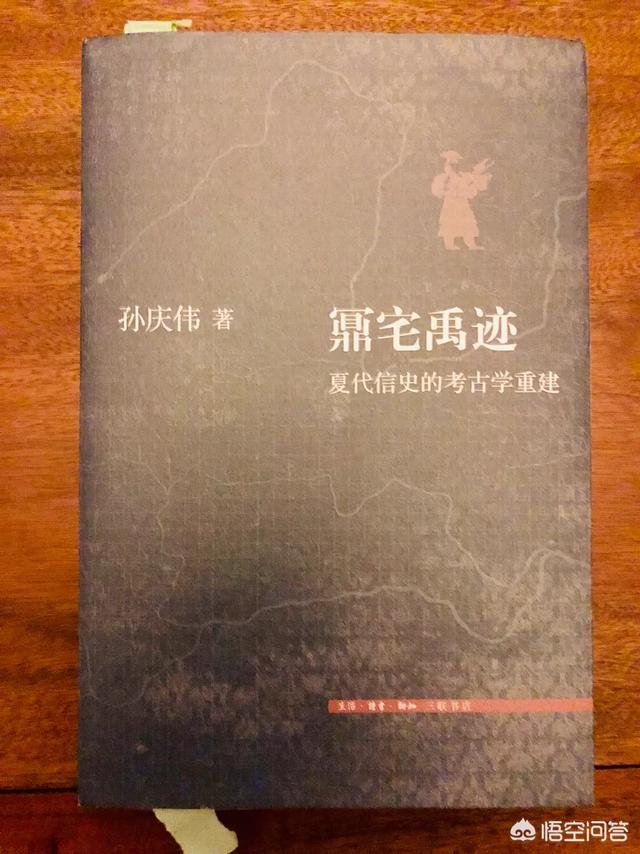 孙庆伟 著
鼏宅禹迹
夏代信史的考古学重建
生活·讀書·新知 三联书店
悟空问答